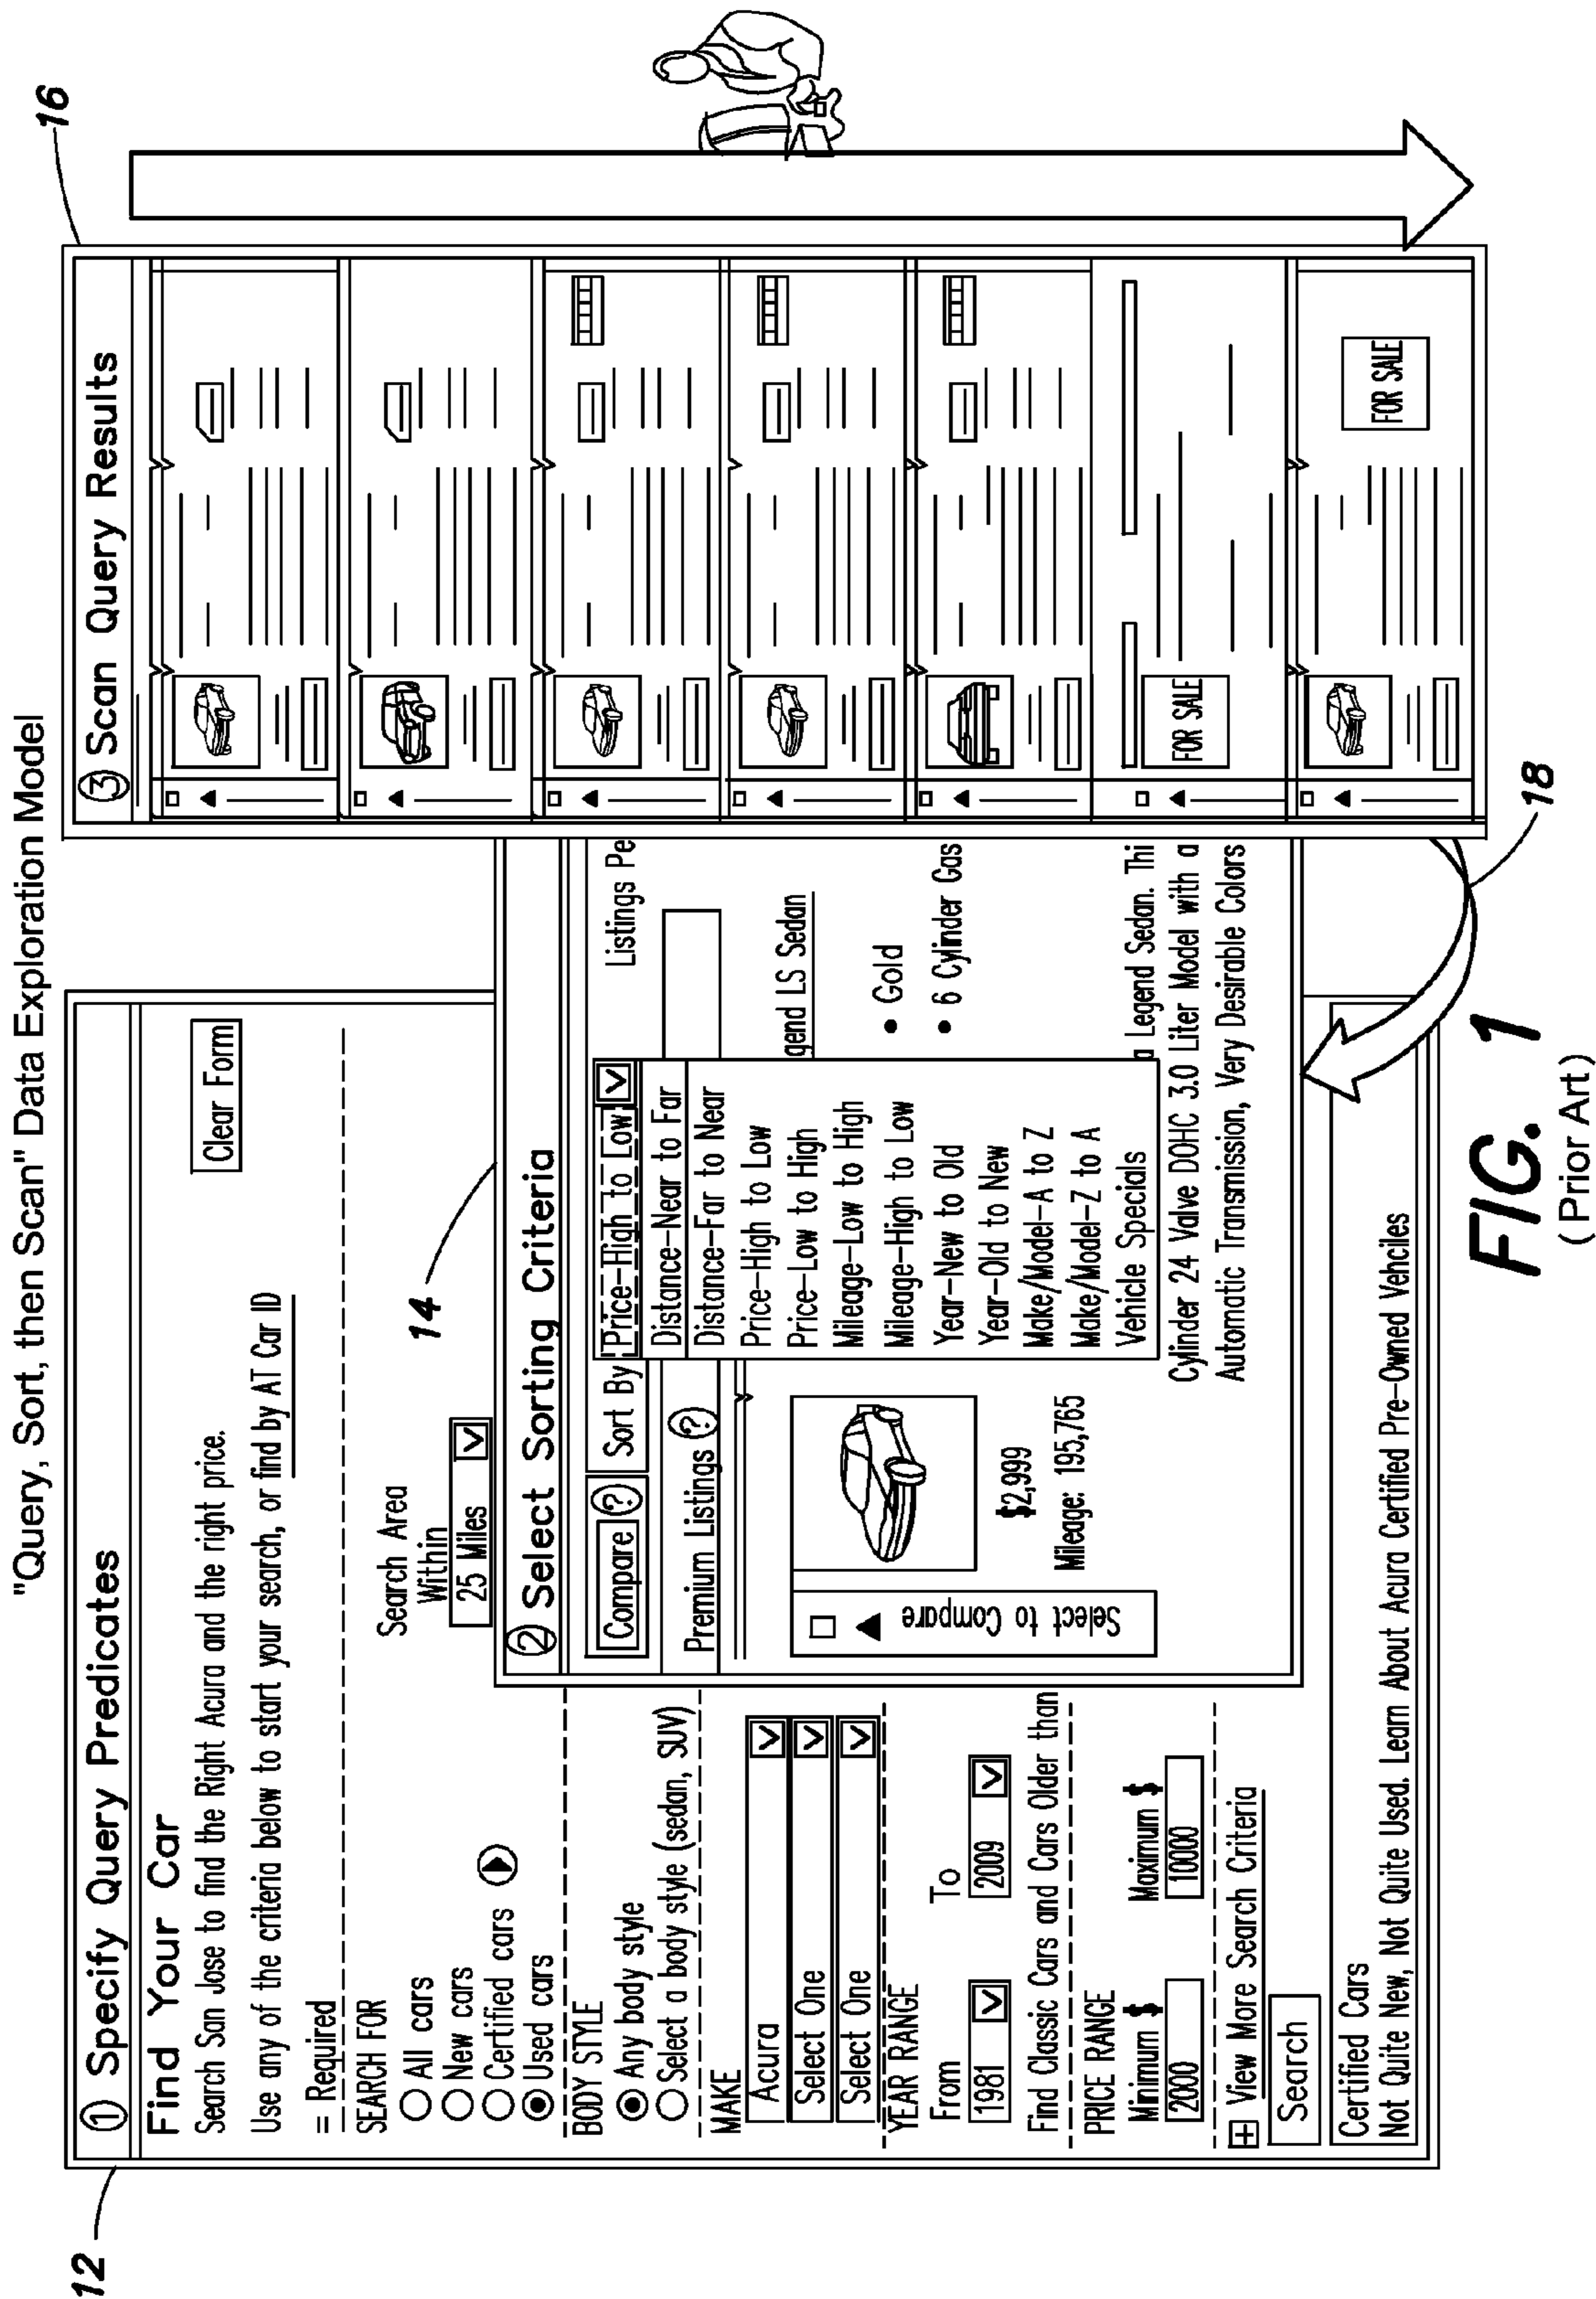 "Query, Sort, then Scan" Data Exploration Model
12
① Specify Query Predicates
Find Your Car
Search San Jose to find the Right Acura and the right price.
Use any of the criteria below to start your search, or find by AT Car ID
Clear Form
= Required
SEARCH FOR
All cars
New cars
Certified cars
Used cars
Search Area
Within
25 Miles
BODY STYLE
Any body style
Select a body style (sedan, SUV)
MAKE
Acura
Select One
Select One
YEAR RANGE
From
To
1981
2009
Find Classic Cars and Cars Older than
PRICE RANGE
Minimum $
Maximum $
2000
10000
View More Search Criteria
Search
Certified Cars
Not Quite New, Not Quite Used. Learn About Acura Certified Pre-Owned Vehciles
14
② Select Sorting Criteria
Compare ? Sort By Price-High to Low
Listings Pe
Premium Listings ?
Distance-Near to Far
Distance-Far to Near
Price-High to Low
Price-Low to High
Mileage-Low to High
Mileage-High to Low
Year-New to Old
Year-Old to New
Make/Model-A to Z
Make/Model-Z to A
Vehicle Specials
gend LS Sedan
• Gold
• 6 Cylinder Gas
Select to Compare
$2,999
Mileage: 195,765
a Legend Sedan. Thi
Cylinder 24 Valve DOHC 3.0 Liter Model with a
Automatic Transmission, Very Desirable Colors
16
③ Scan Query Results
FOR SALE
FOR SALE
18
FIG. 1
(Prior Art)